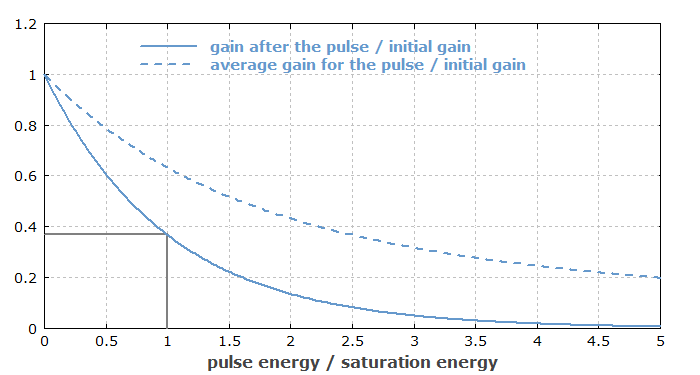 1.2
gain after the pulse / initial gain
average gain for the pulse / initial gain
1
0.8
0.6
0.4
0.2
0
0 0.5 1 1.5 2 2.5 3 3.5 4 4.5 5
pulse energy / saturation energy